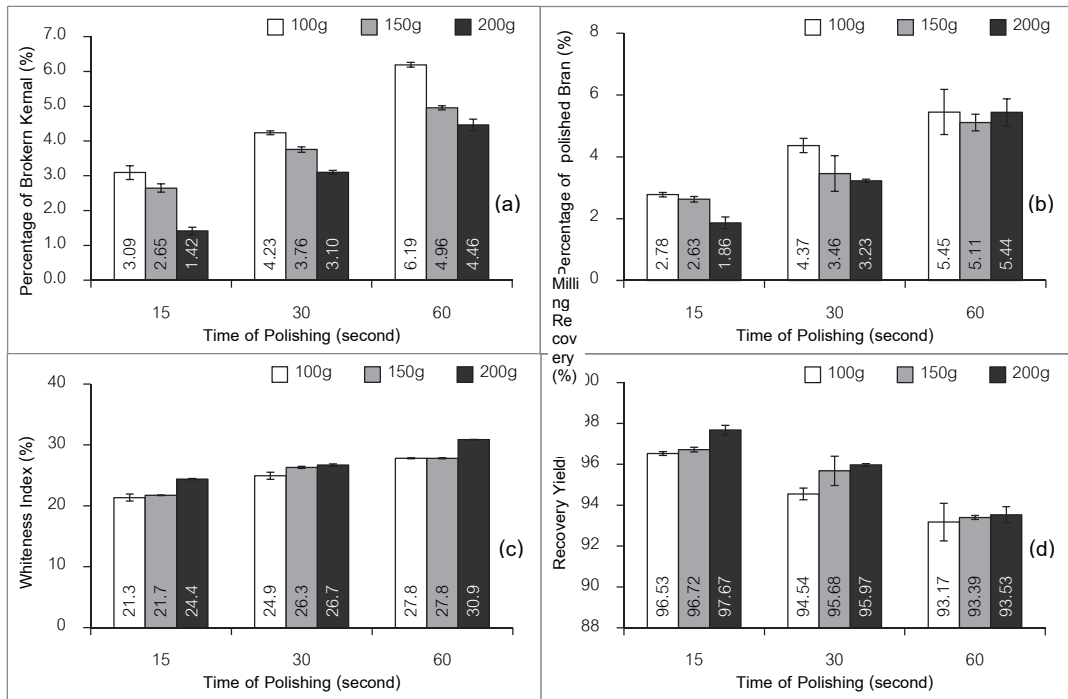 100g 150g 200g
Percentage of Brokern Kernal (%)
7.0
6.0
5.0
4.0
3.0
2.0
1.0
0.0
3.09 2.65 1.42 4.23 3.76 3.10 6.19 4.96 4.46
(a)
15 30 60
Time of Polishing (second)
100g 150g 200g
Percentage of polished Bran (%)
8
6
4
2
0
2.78 2.63 1.86 4.37 3.46 3.23 5.45 5.11 5.44
(b)
15 30 60
Time of Polishing (second)
100g 150g 200g
Whiteness Index (%)
40
30
20
10
0
21.3 21.7 24.4 24.9 26.3 26.7 27.8 27.8 30.9
(c)
15 30 60
Time of Polishing (second)
Milli
ng
Re
cov
ery
(%)
100g 150g 200g
Recovery Yield
00
98
96
94
92
90
88
96.53 96.72 97.67 94.54 95.68 95.97 93.17 93.39 93.53
(d)
15 30 60
Time of Polishing (second)